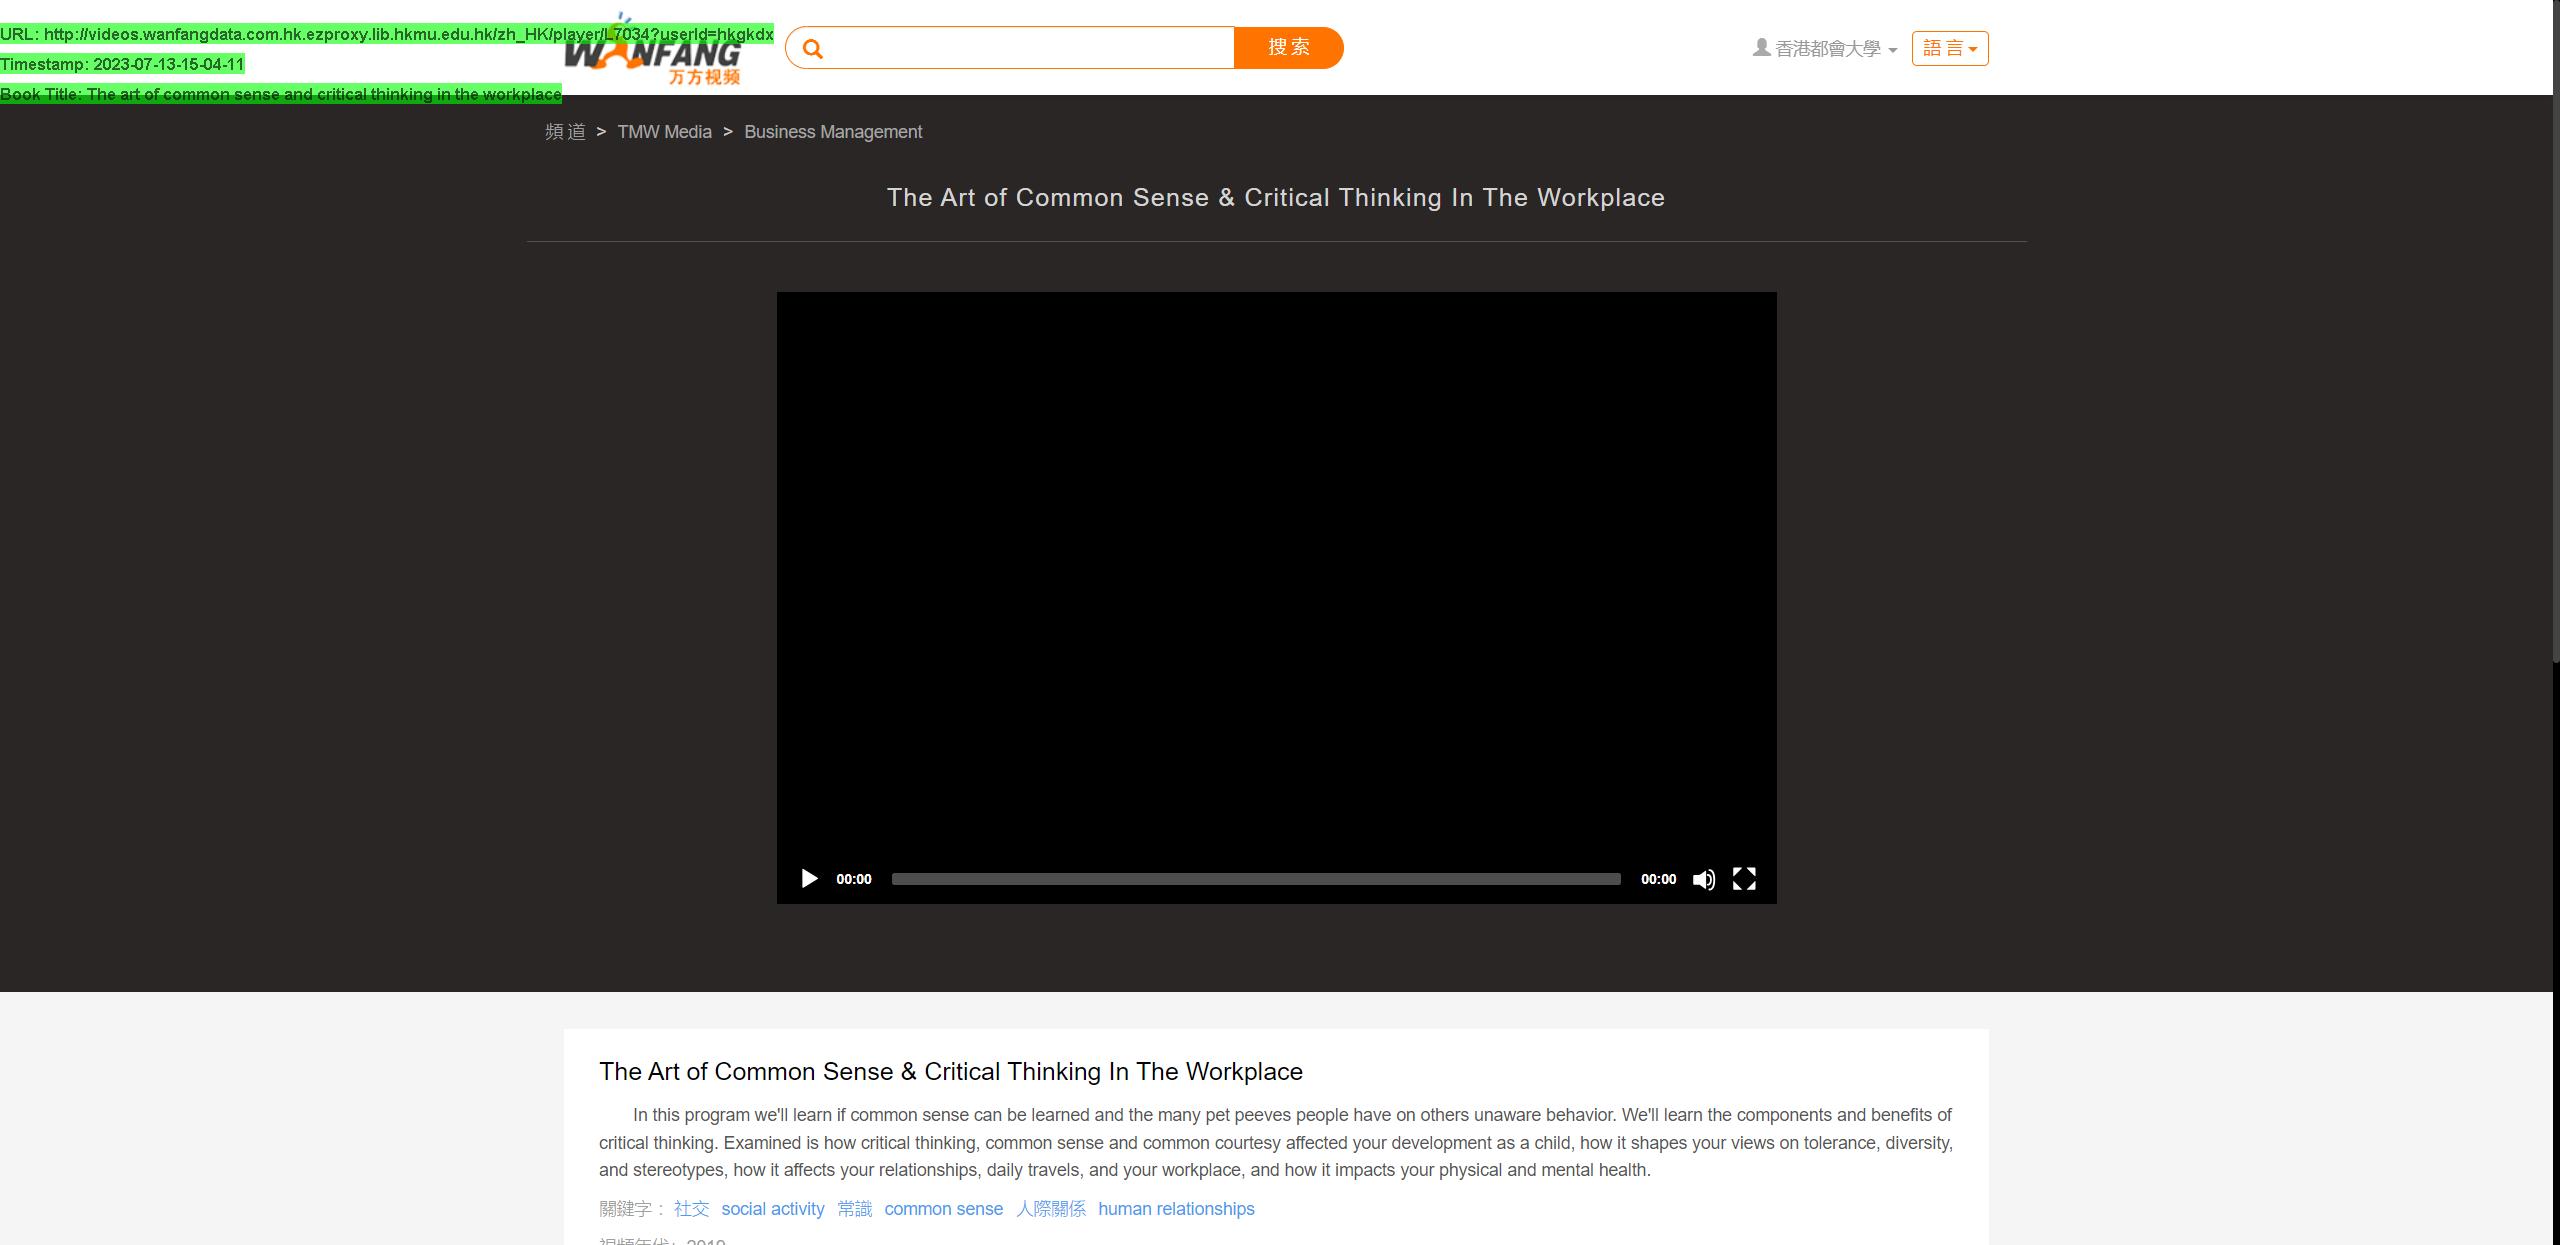 URL: http://videos.wanfangdata.com.hk.ezproxy.lib.hkmu.edu.hk/zh_HK/player/L7034?userId=hkgkdx
Timestamp: 2023-07-13-15-04-11
Book Title: The art of common sense and critical thinking in the workplace
WANFANG
万方视频
搜索
香港都會大學
語言
頻道 > TMW Media > Business Management
The Art of Common Sense & Critical Thinking In The Workplace
00:00 00:00
The Art of Common Sense & Critical Thinking In The Workplace
In this program we'll learn if common sense can be learned and the many pet peeves people have on others unaware behavior. We'll learn the components and benefits of
critical thinking. Examined is how critical thinking, common sense and common courtesy affected your development as a child, how it shapes your views on tolerance, diversity,
and stereotypes, how it affects your relationships, daily travels, and your workplace, and how it impacts your physical and mental health.
關鍵字： 社交 social activity 常識 common sense 人際關係 human relationships